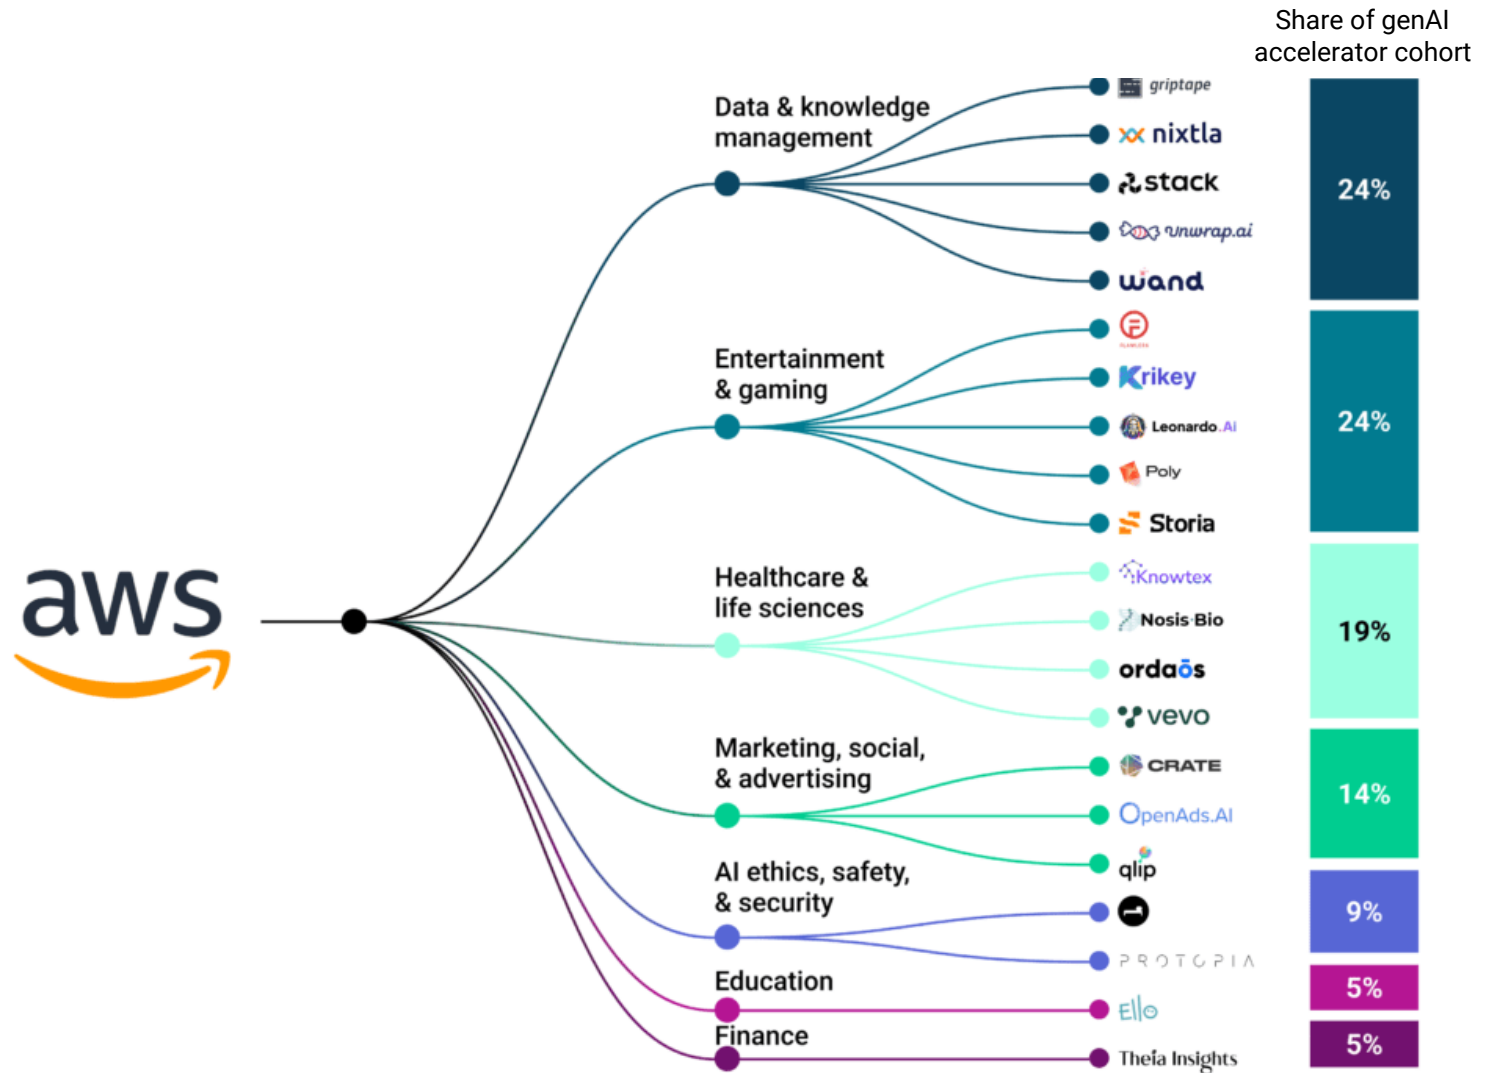 Share of genAI
accelerator cohort
Data & knowledge
management
griptape
nixtla
stack
unwrap.ai
wand
24%
Entertainment
& gaming
Krikey
Leonardo.Ai
Poly
Storia
24%
aws
Healthcare &
life sciences
Knowtex
Nosis Bio
ordaōs
vevo
19%
Marketing, social,
& advertising
CRATE
OpenAds.AI
qlip
14%
AI ethics, safety,
& security
PROTOPIA
9%
Education
Ello
5%
Finance
Theia Insights
5%